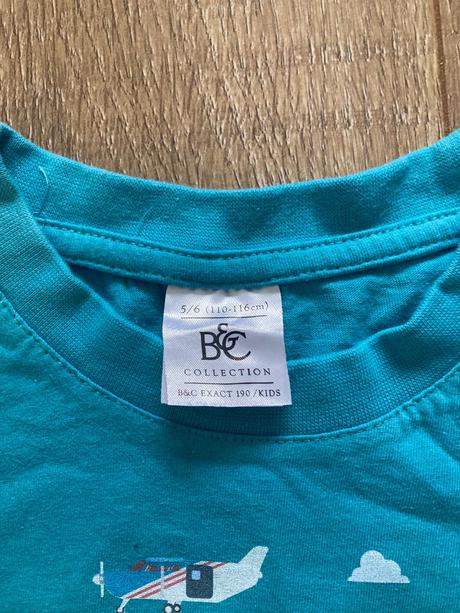 5/6 (110-116cm)
B&C
COLLECTION
B&C EXACT 190 / KIDS